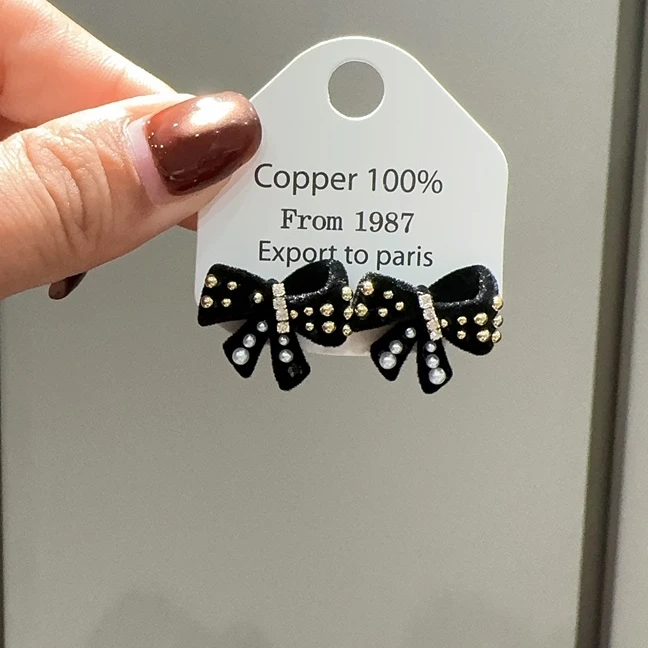 Copper 100%
From 1987
Export to paris